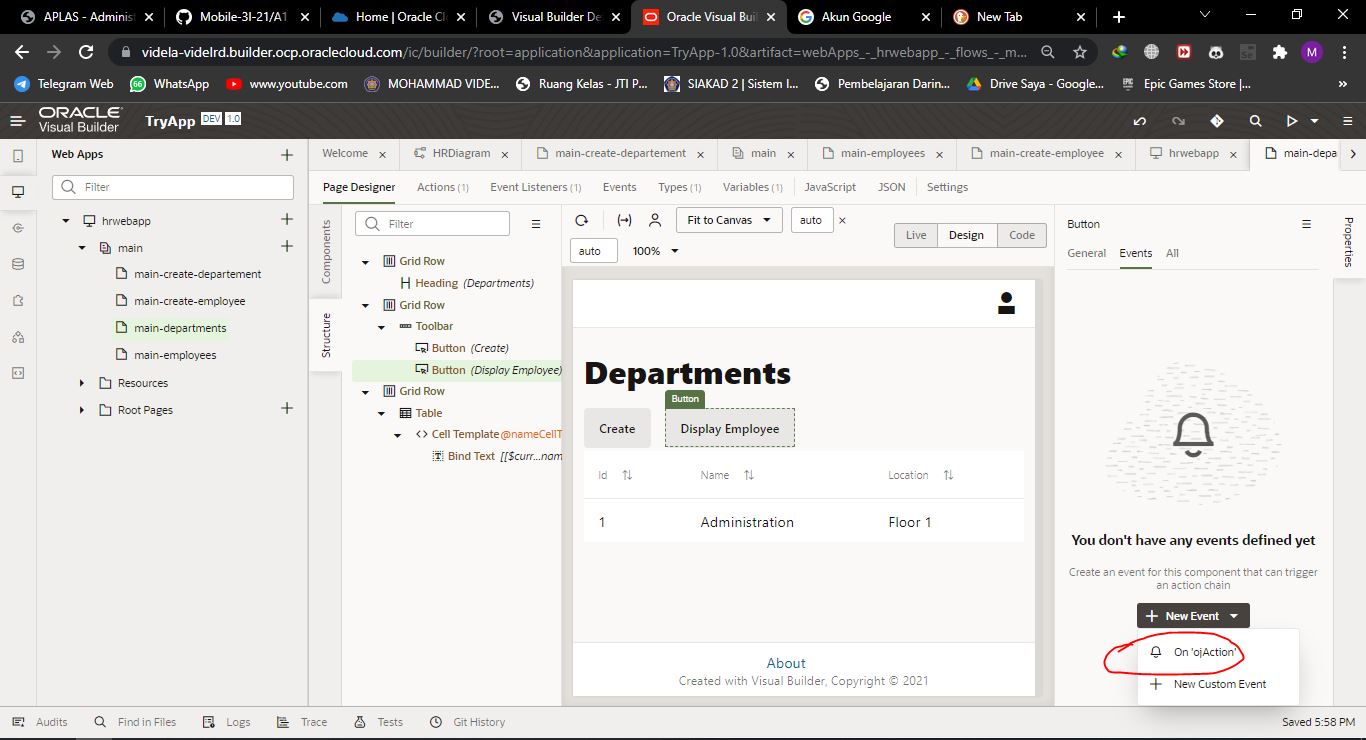 APLAS - Adminis
Mobile-3I-21/A1
Home | Oracle Cl
Visual Builder De
Oracle Visual Buil
Akun Google
New Tab
videla-videlrd.builder.ocp.oraclecloud.com/ic/builder/?root=application&application=TryApp-1.0&artifact=webApps_-_hrwebapp_-_flows_-_m...
M
Telegram Web
WhatsApp
www.youtube.com
MOHAMMAD VIDE...
Ruang Kelas - JTI P...
SIAKAD 2 | Sistem I...
Pembelajaran Darin...
Drive Saya - Google...
Epic Games Store |...
ORACLE
Visual Builder
TryApp DEV 1.0
Web Apps
Welcome
HRDiagram
main-create-departement
main
main-employees
main-create-employee
hrwebapp
main-depa
Filter
Page Designer
Actions (1)
Event Listeners (1)
Events
Types (1)
Variables (1)
JavaScript
JSON
Settings
hrwebapp
main
main-create-departement
main-create-employee
main-departments
main-employees
Resources
Root Pages
Components
Structure
Filter
Grid Row
Heading (Departments)
Grid Row
Toolbar
Button (Create)
Button (Display Employee)
Grid Row
Table
Cell Template @nameCellT
Bind Text [[$curr...nam
Fit to Canvas
auto
auto
100%
Live
Design
Code
Departments
Button
Create
Display Employee
Id
Name
Location
1
Administration
Floor 1
About
Created with Visual Builder, Copyright © 2021
Button
General
Events
All
Properties
You don't have any events defined yet
Create an event for this component that can trigger
an action chain
New Event
On 'ojAction'
New Custom Event
Audits
Find in Files
Logs
Trace
Tests
Git History
Saved 5:58 PM